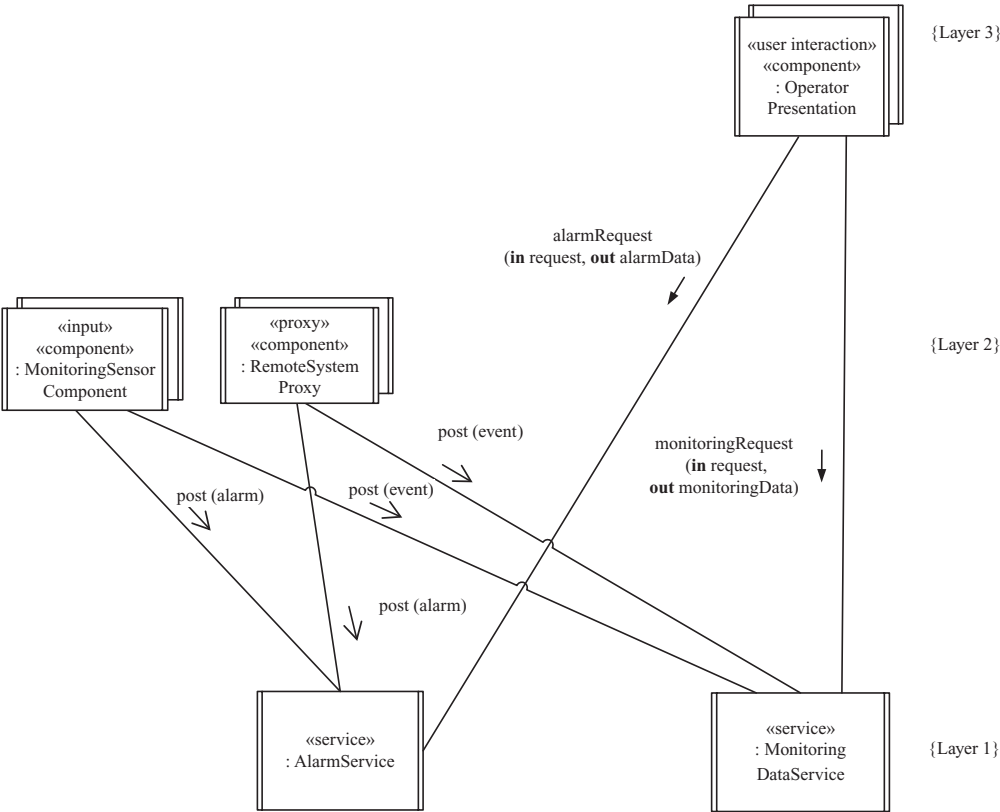 {Layer 3}
«user interaction»
«component»
: Operator
Presentation
alarmRequest
(in request, out alarmData)
«input»
«component»
: MonitoringSensor
Component
«proxy»
«component»
: RemoteSystem
Proxy
{Layer 2}
post (event)
monitoringRequest
(in request,
out monitoringData)
post (alarm)
post (event)
post (alarm)
«service»
: AlarmService
«service»
: Monitoring
DataService
{Layer 1}